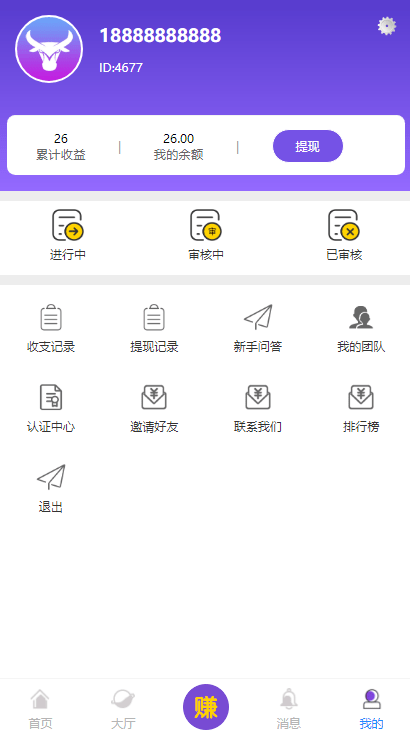 18888888888
ID:4677
26 26.00
累计收益 | 我的余额 | 提现
审
进行中 审核中 已审核
收支记录 提现记录 新手问答 我的团队
¥ ¥ ¥
认证中心 邀请好友 联系我们 排行榜
退出
赚
首页 大厅 消息 我的